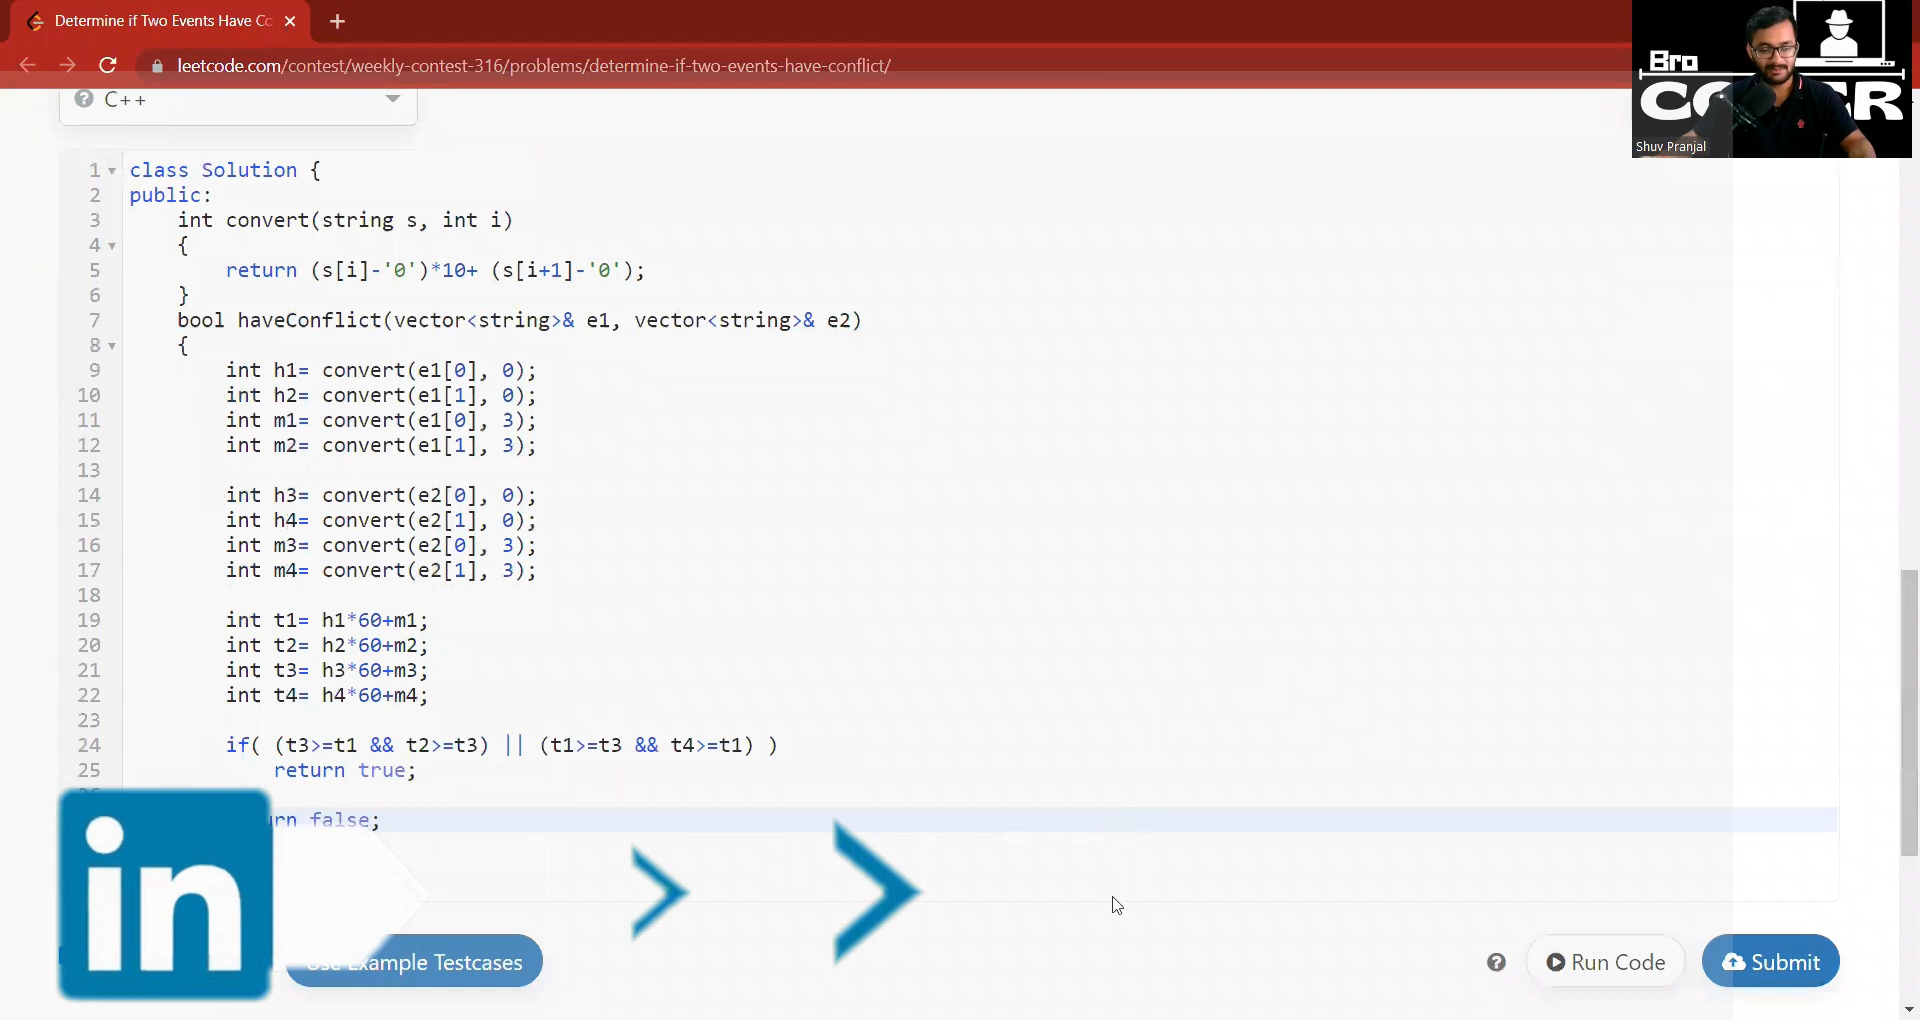 Determine if Two Events Have Co
leetcode.com/contest/weekly-contest-316/problems/determine-if-two-events-have-conflict/
Bro
Shuv Pranjal
C++
1 class Solution {
2 public:
3 int convert(string s, int i)
4 {
5 return (s[i]-'0')*10+ (s[i+1]-'0');
6 }
7 bool haveConflict(vector<string>& e1, vector<string>& e2)
8 {
9 int h1= convert(e1[0], 0);
10 int h2= convert(e1[1], 0);
11 int m1= convert(e1[0], 3);
12 int m2= convert(e1[1], 3);
13
14 int h3= convert(e2[0], 0);
15 int h4= convert(e2[1], 0);
16 int m3= convert(e2[0], 3);
17 int m4= convert(e2[1], 3);
18
19 int t1= h1*60+m1;
20 int t2= h2*60+m2;
21 int t3= h3*60+m3;
22 int t4= h4*60+m4;
23
24 if( (t3>=t1 && t2>=t3) || (t1>=t3 && t4>=t1) )
25 return true;
false;
in
Example Testcases
Run Code
Submit